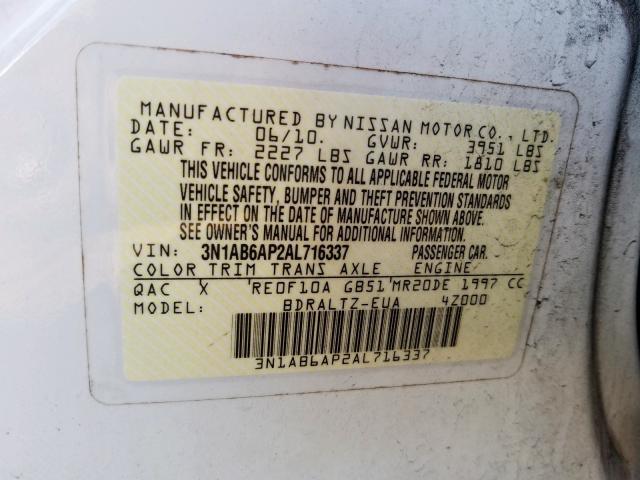 MANUFACTURED BY NISSAN MOTOR CO., LTD.
DATE: 06/10. GVWR: 3951 LBS
GAWR FR: 2227 LBS GAWR RR: 1810 LBS
THIS VEHICLE CONFORMS TO ALL APPLICABLE FEDERAL MOTOR
VEHICLE SAFETY, BUMPER AND THEFT PREVENTION STANDARDS
IN EFFECT ON THE DATE OF MANUFACTURE SHOWN ABOVE.
SEE OWNER'S MANUAL FOR ADDITIONAL INFORMATION.
VIN: 3N1AB6AP2AL716337 PASSENGER CAR.
COLOR TRIM TRANS AXLE ENGINE
QAC X 'RE0F10A GB51'MR20DE 1997 CC
MODEL: BDRALTZ-EUA 4Z000
3N1AB6AP2AL716337